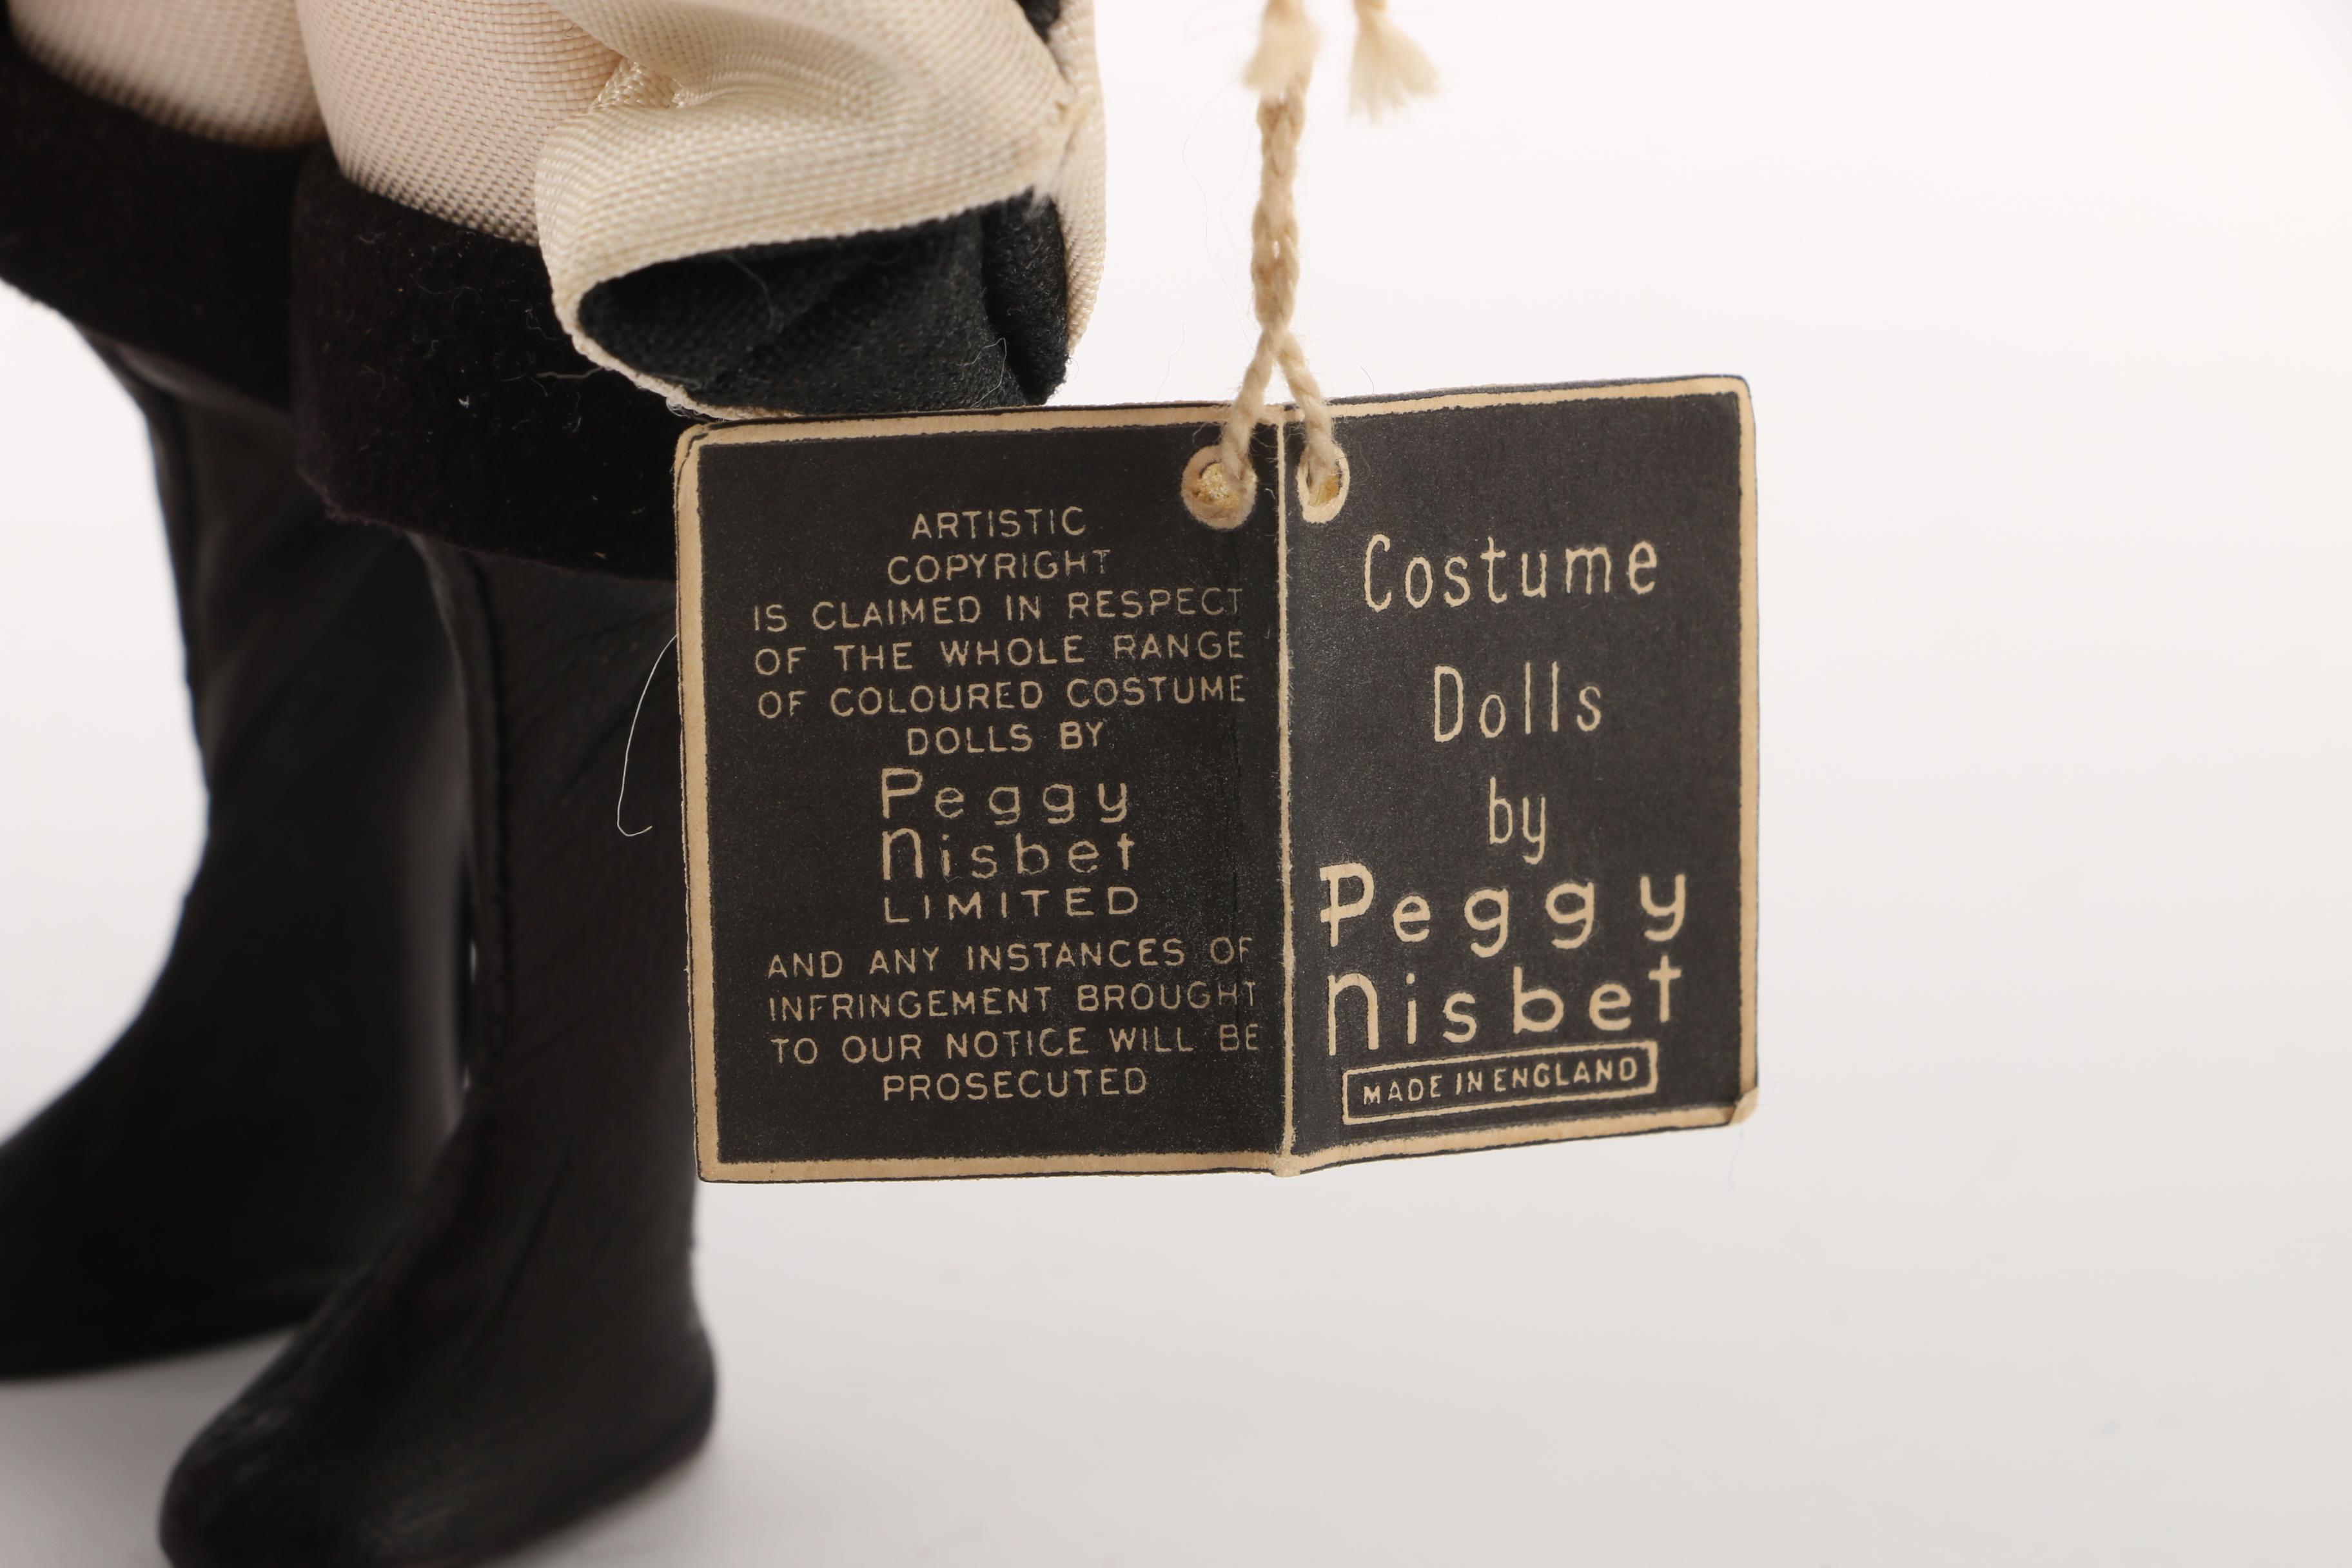 ARTISTIC
COPYRIGHT
IS CLAIMED IN RESPECT
OF THE WHOLE RANGE
OF COLOURED COSTUME
DOLLS BY
Peggy
Nisbet
LIMITED
AND ANY INSTANCES OF
INFRINGEMENT BROUGHT
TO OUR NOTICE WILL BE
PROSECUTED
Costume
Dolls
by
Peggy
Nisbet
MADE IN ENGLAND